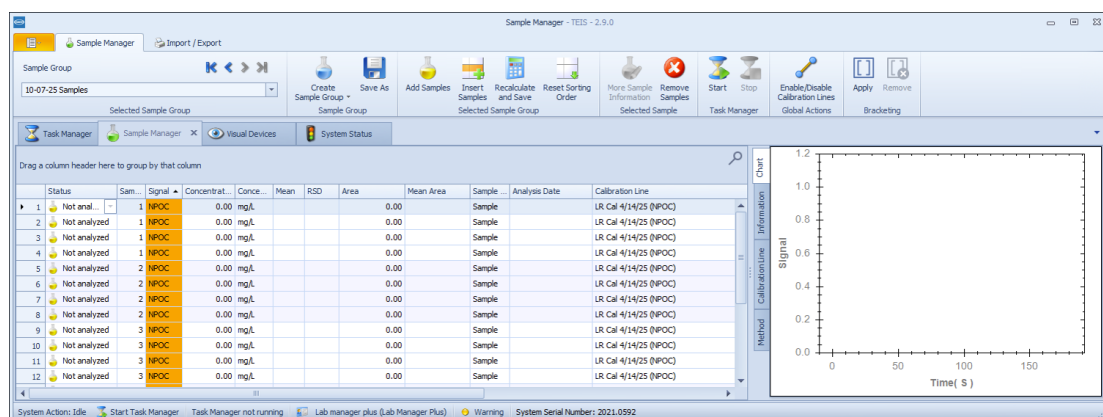 Sample Manager - TEIS - 2.9.0
Sample Manager Import / Export
Sample Group
10-07-25 Samples
Selected Sample Group
Create Sample Group
Save As
Sample Group
Add Samples
Insert Samples
Recalculate and Save
Reset Sorting Order
Selected Sample Group
More Sample Information
Remove Samples
Selected Sample
Start Stop
Task Manager
Enable/Disable Calibration Lines
Global Actions
Apply Remove
Bracketing
Task Manager Sample Manager Visual Devices System Status
Drag a column header here to group by that column
Status Sam... Signal Concentrat... Conce... Mean RSD Area Mean Area Sample ... Analysis Date Calibration Line
1 Not anal... 1 NPOC 0.00 mg/L 0.00 Sample LR Cal 4/14/25 (NPOC)
2 Not analyzed 1 NPOC 0.00 mg/L 0.00 Sample LR Cal 4/14/25 (NPOC)
3 Not analyzed 1 NPOC 0.00 mg/L 0.00 Sample LR Cal 4/14/25 (NPOC)
4 Not analyzed 1 NPOC 0.00 mg/L 0.00 Sample LR Cal 4/14/25 (NPOC)
5 Not analyzed 2 NPOC 0.00 mg/L 0.00 Sample LR Cal 4/14/25 (NPOC)
6 Not analyzed 2 NPOC 0.00 mg/L 0.00 Sample LR Cal 4/14/25 (NPOC)
7 Not analyzed 2 NPOC 0.00 mg/L 0.00 Sample LR Cal 4/14/25 (NPOC)
8 Not analyzed 2 NPOC 0.00 mg/L 0.00 Sample LR Cal 4/14/25 (NPOC)
9 Not analyzed 3 NPOC 0.00 mg/L 0.00 Sample LR Cal 4/14/25 (NPOC)
10 Not analyzed 3 NPOC 0.00 mg/L 0.00 Sample LR Cal 4/14/25 (NPOC)
11 Not analyzed 3 NPOC 0.00 mg/L 0.00 Sample LR Cal 4/14/25 (NPOC)
12 Not analyzed 3 NPOC 0.00 mg/L 0.00 Sample LR Cal 4/14/25 (NPOC)
Chart
Information
Calibration Line
Method
Signal
1.2
1.0
0.8
0.6
0.4
0.2
0.0
0 50 100 150
Time( S )
System Action: Idle Start Task Manager Task Manager not running Lab manager plus (Lab Manager Plus) Warning System Serial Number: 2021.0592